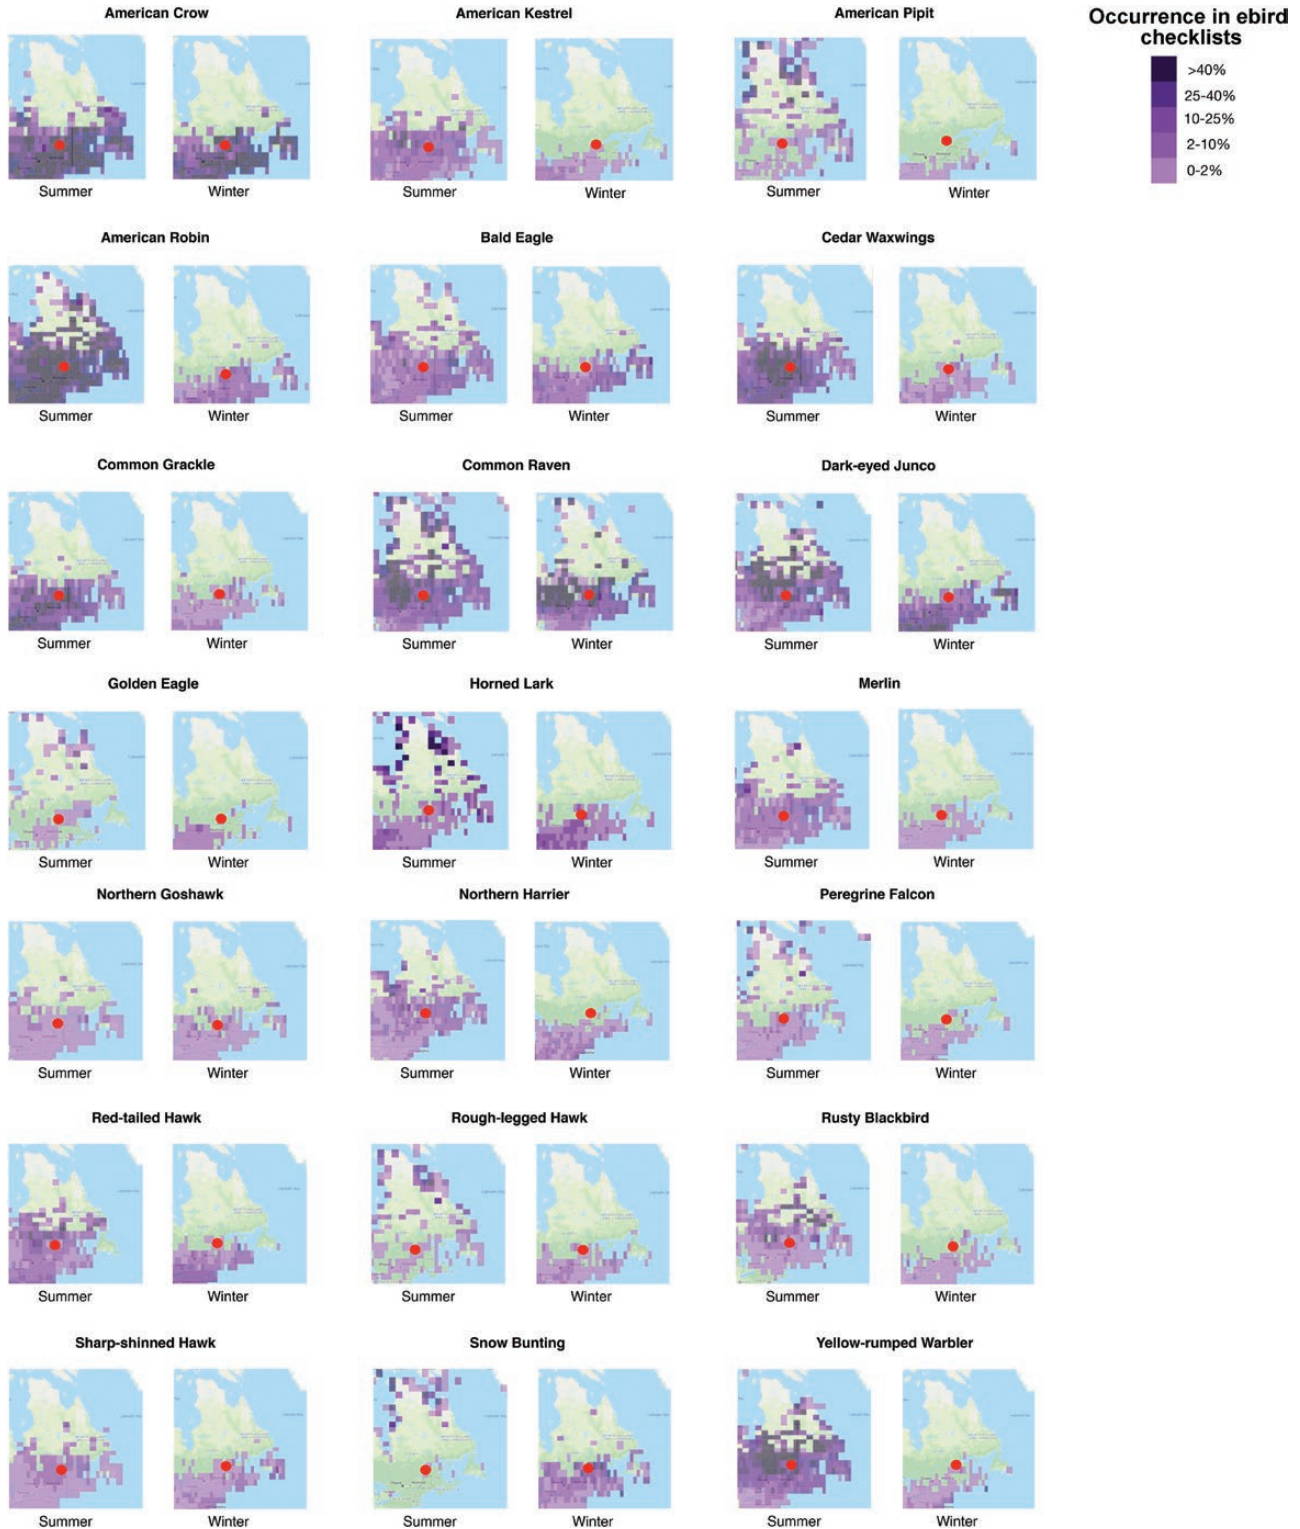 American Crow
American Kestrel
American Pipit
Occurrence in ebird
checklists
>40%
25-40%
10-25%
2-10%
0-2%
Summer
Winter
Summer
Winter
Summer
Winter
American Robin
Bald Eagle
Cedar Waxwings
Summer
Winter
Summer
Winter
Summer
Winter
Common Grackle
Common Raven
Dark-eyed Junco
Summer
Winter
Summer
Winter
Summer
Winter
Golden Eagle
Horned Lark
Merlin
Summer
Winter
Summer
Winter
Summer
Winter
Northern Goshawk
Northern Harrier
Peregrine Falcon
Summer
Winter
Summer
Winter
Summer
Winter
Red-tailed Hawk
Rough-legged Hawk
Rusty Blackbird
Summer
Winter
Summer
Winter
Summer
Winter
Sharp-shinned Hawk
Snow Bunting
Yellow-rumped Warbler
Summer
Winter
Summer
Winter
Summer
Winter